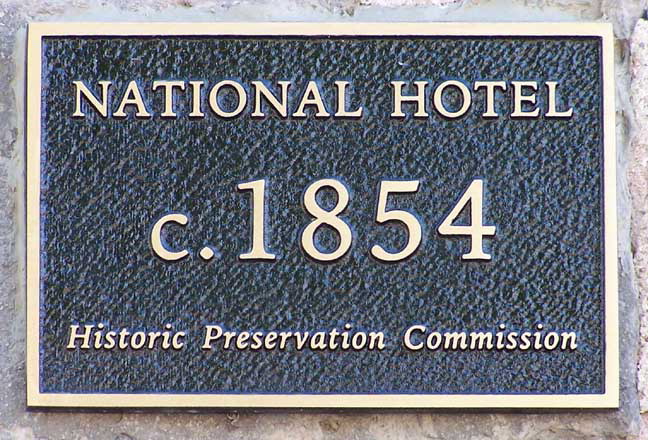 NATIONAL HOTEL
c.1854
Historic Preservation Commission